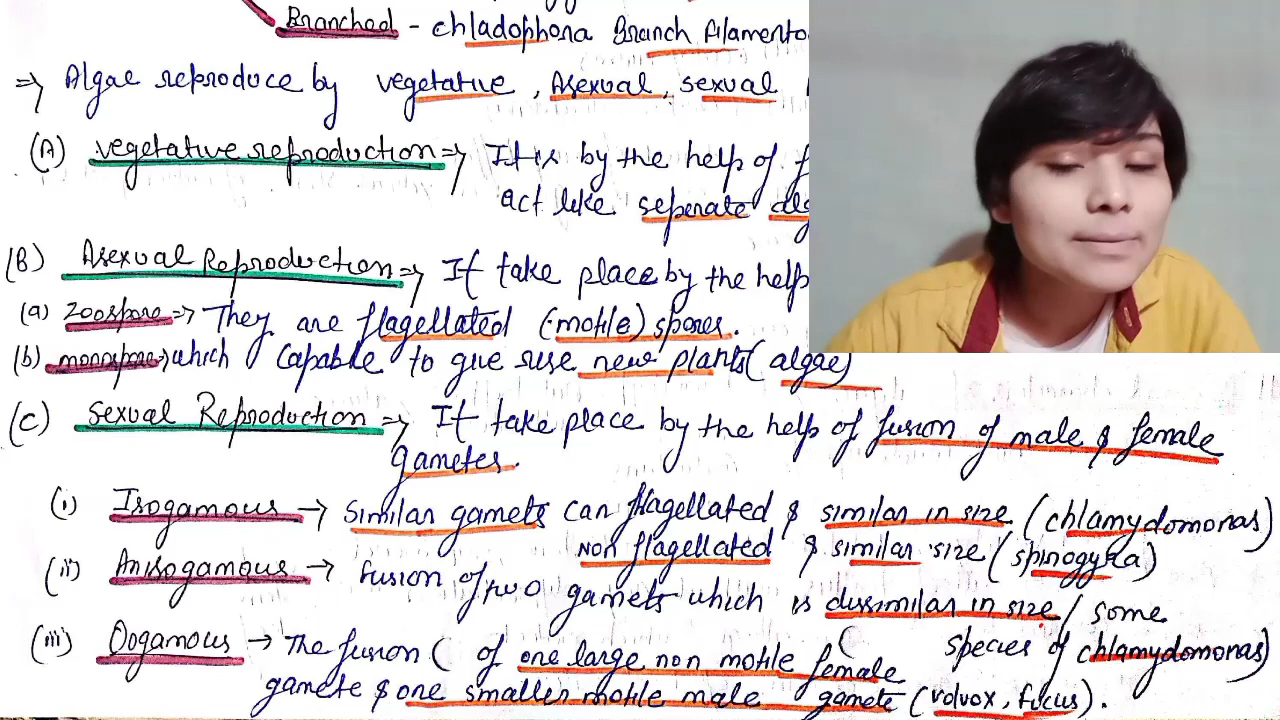 Branched - chladophora Branch filamento
=> Algae reproduce by vegetative, Asexual, sexual
(A) vegetative reproduction => It is by the help of f
act like seperate alg
(B) Asexual Reproduction => It take place by the help
(a) Zoospore => They are flagellated (motile) spores.
(b) monospore => which capable to give rise new plants (algae)
(C) Sexual Reproduction => It take place by the help of fusion of male & female
gametes.
(i) Isogamous → Similar gamets can flagellated & similar in size (chlamydomonas)
non flagellated & similar size (spirogyra)
(ii) Anisogamous → fusion of two gamets which is dissimilar in size / some
species of chlamydomonas)
(iii) Oogamous → The fusion ( of one large non motile female
gamete & one smaller motile male gamete (volvox, fucus).